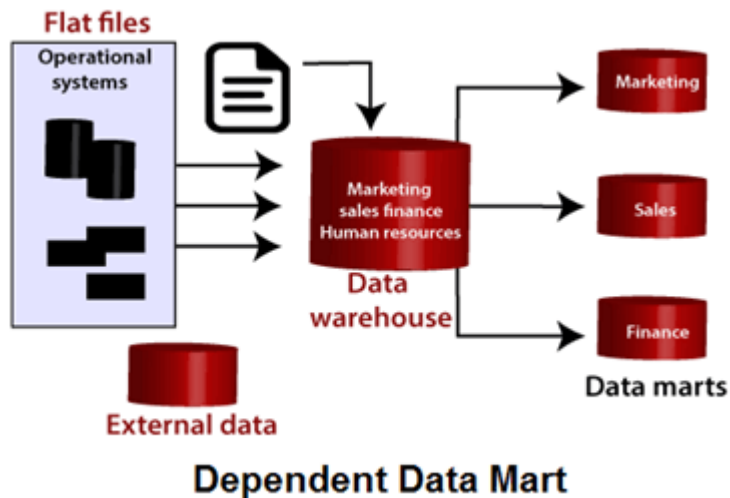 Flat files
Operational
systems
Marketing
Marketing
sales finance
Human resources
Sales
Data
warehouse
Finance
Data marts
External data
Dependent Data Mart